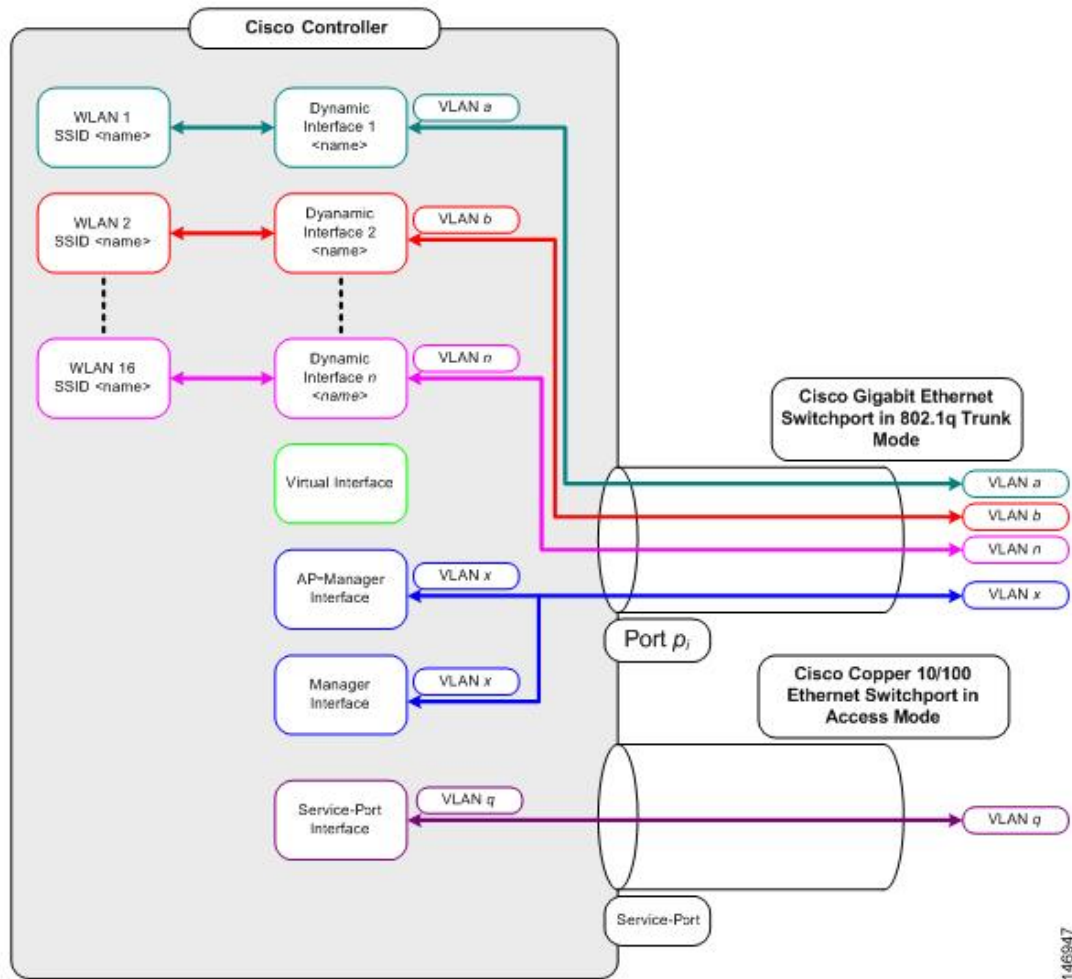 Cisco Controller
WLAN 1
SSID <name>
Dynamic
Interface 1
<name>
VLAN a
WLAN 2
SSID <name>
Dyanamic
Interface 2
<name>
VLAN b
WLAN 16
SSID <name>
Dynamic
Interface n
<name>
VLAN n
Virtual Interface
AP-Manager
Interface
VLAN x
Manager
Interface
VLAN x
Service-Port
Interface
VLAN q
Cisco Gigabit Ethernet
Switchport in 802.1q Trunk
Mode
VLAN a
VLAN b
VLAN n
VLAN x
Port pi
Cisco Copper 10/100
Ethernet Switchport in
Access Mode
VLAN q
Service-Port
146947